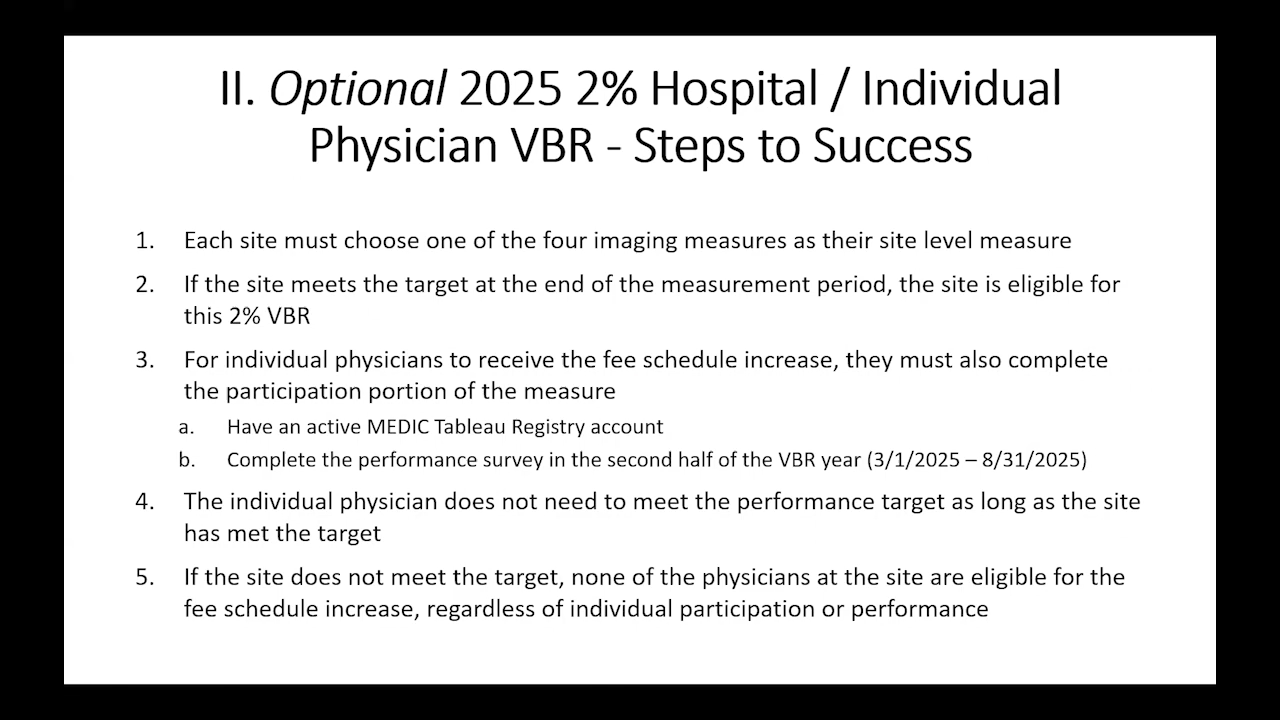 II. Optional 2025 2% Hospital / Individual
Physician VBR - Steps to Success
1. Each site must choose one of the four imaging measures as their site level measure
2. If the site meets the target at the end of the measurement period, the site is eligible for
this 2% VBR
3. For individual physicians to receive the fee schedule increase, they must also complete
the participation portion of the measure
a. Have an active MEDIC Tableau Registry account
b. Complete the performance survey in the second half of the VBR year (3/1/2025 – 8/31/2025)
4. The individual physician does not need to meet the performance target as long as the site
has met the target
5. If the site does not meet the target, none of the physicians at the site are eligible for the
fee schedule increase, regardless of individual participation or performance